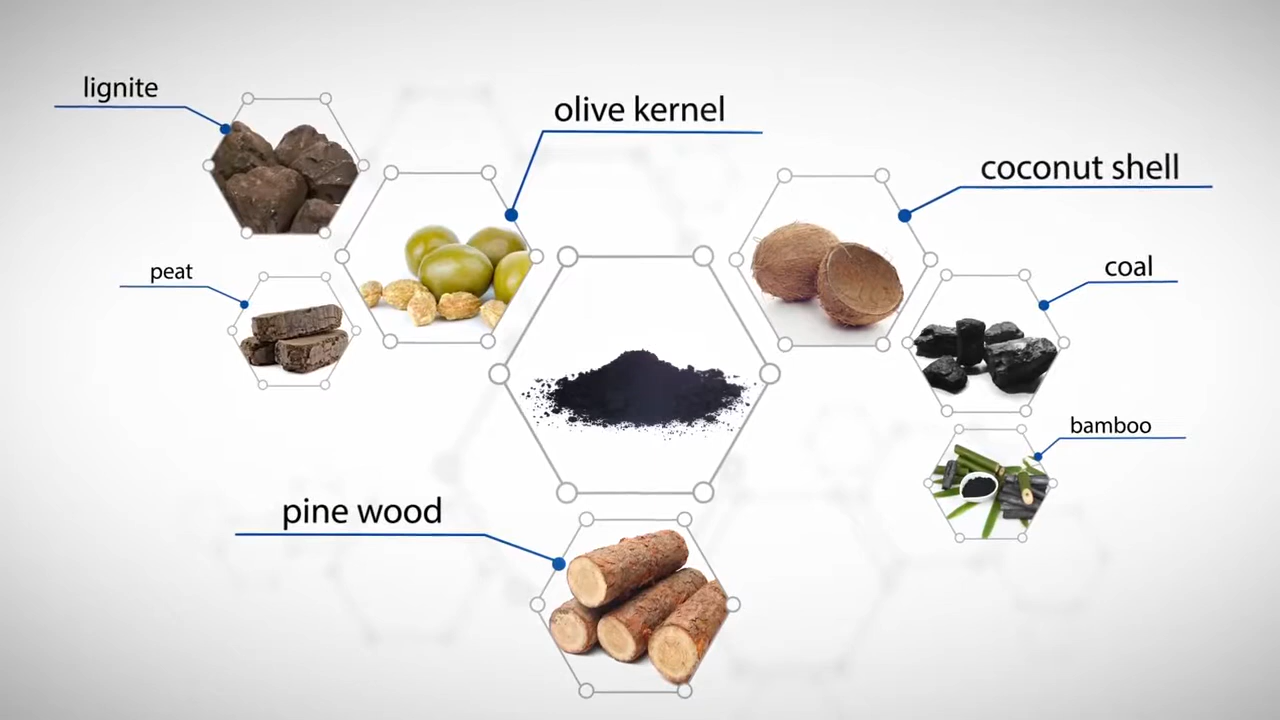 lignite
olive kernel
coconut shell
peat
coal
bamboo
pine wood